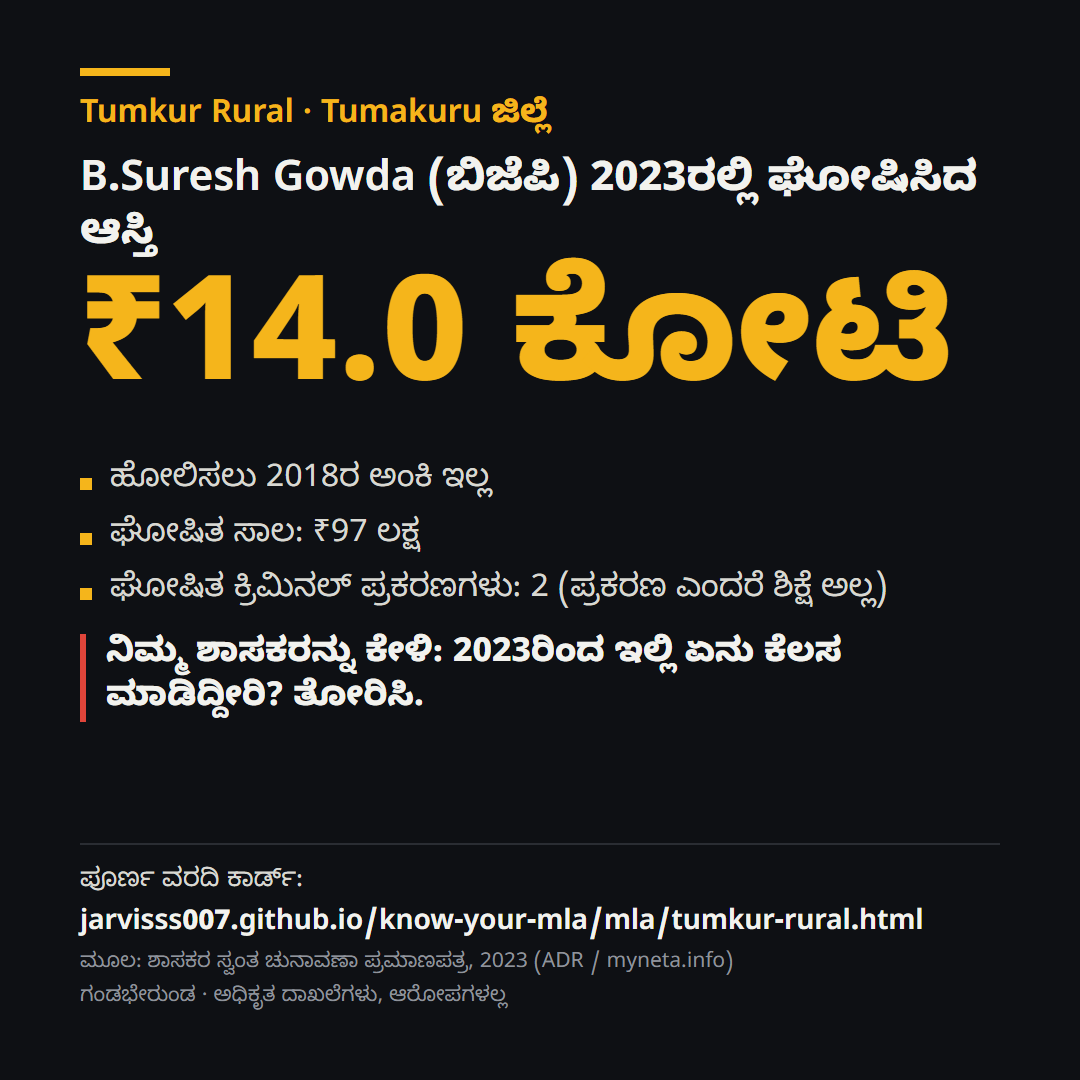 Tumkur Rural · Tumakuru ಜಿಲ್ಲೆ
B.Suresh Gowda (ಬಿಜೆಪಿ) 2023ರಲ್ಲಿ ಘೋಷಿಸಿದ
ಆಸ್ತಿ
₹14.0 ಕೋಟಿ
ಹೋಲಿಸಲು 2018ರ ಅಂಕಿ ಇಲ್ಲ
ಘೋಷಿತ ಸಾಲ: ₹97 ಲಕ್ಷ
ಘೋಷಿತ ಕ್ರಿಮಿನಲ್ ಪ್ರಕರಣಗಳು: 2 (ಪ್ರಕರಣ ಎಂದರೆ ಶಿಕ್ಷೆ ಅಲ್ಲ)
ನಿಮ್ಮ ಶಾಸಕರನ್ನು ಕೇಳಿ: 2023ರಿಂದ ಇಲ್ಲಿ ಏನು ಕೆಲಸ
ಮಾಡಿದ್ದೀರಿ? ತೋರಿಸಿ.
ಪೂರ್ಣ ವರದಿ ಕಾರ್ಡ್:
jarvisss007.github.io/know-your-mla/mla/tumkur-rural.html
ಮೂಲ: ಶಾಸಕರ ಸ್ವಂತ ಚುನಾವಣಾ ಪ್ರಮಾಣಪತ್ರ, 2023 (ADR / myneta.info)
ಗಂಡಭೇರುಂಡ · ಅಧಿಕೃತ ದಾಖಲೆಗಳು, ಆರೋಪಗಳಲ್ಲ